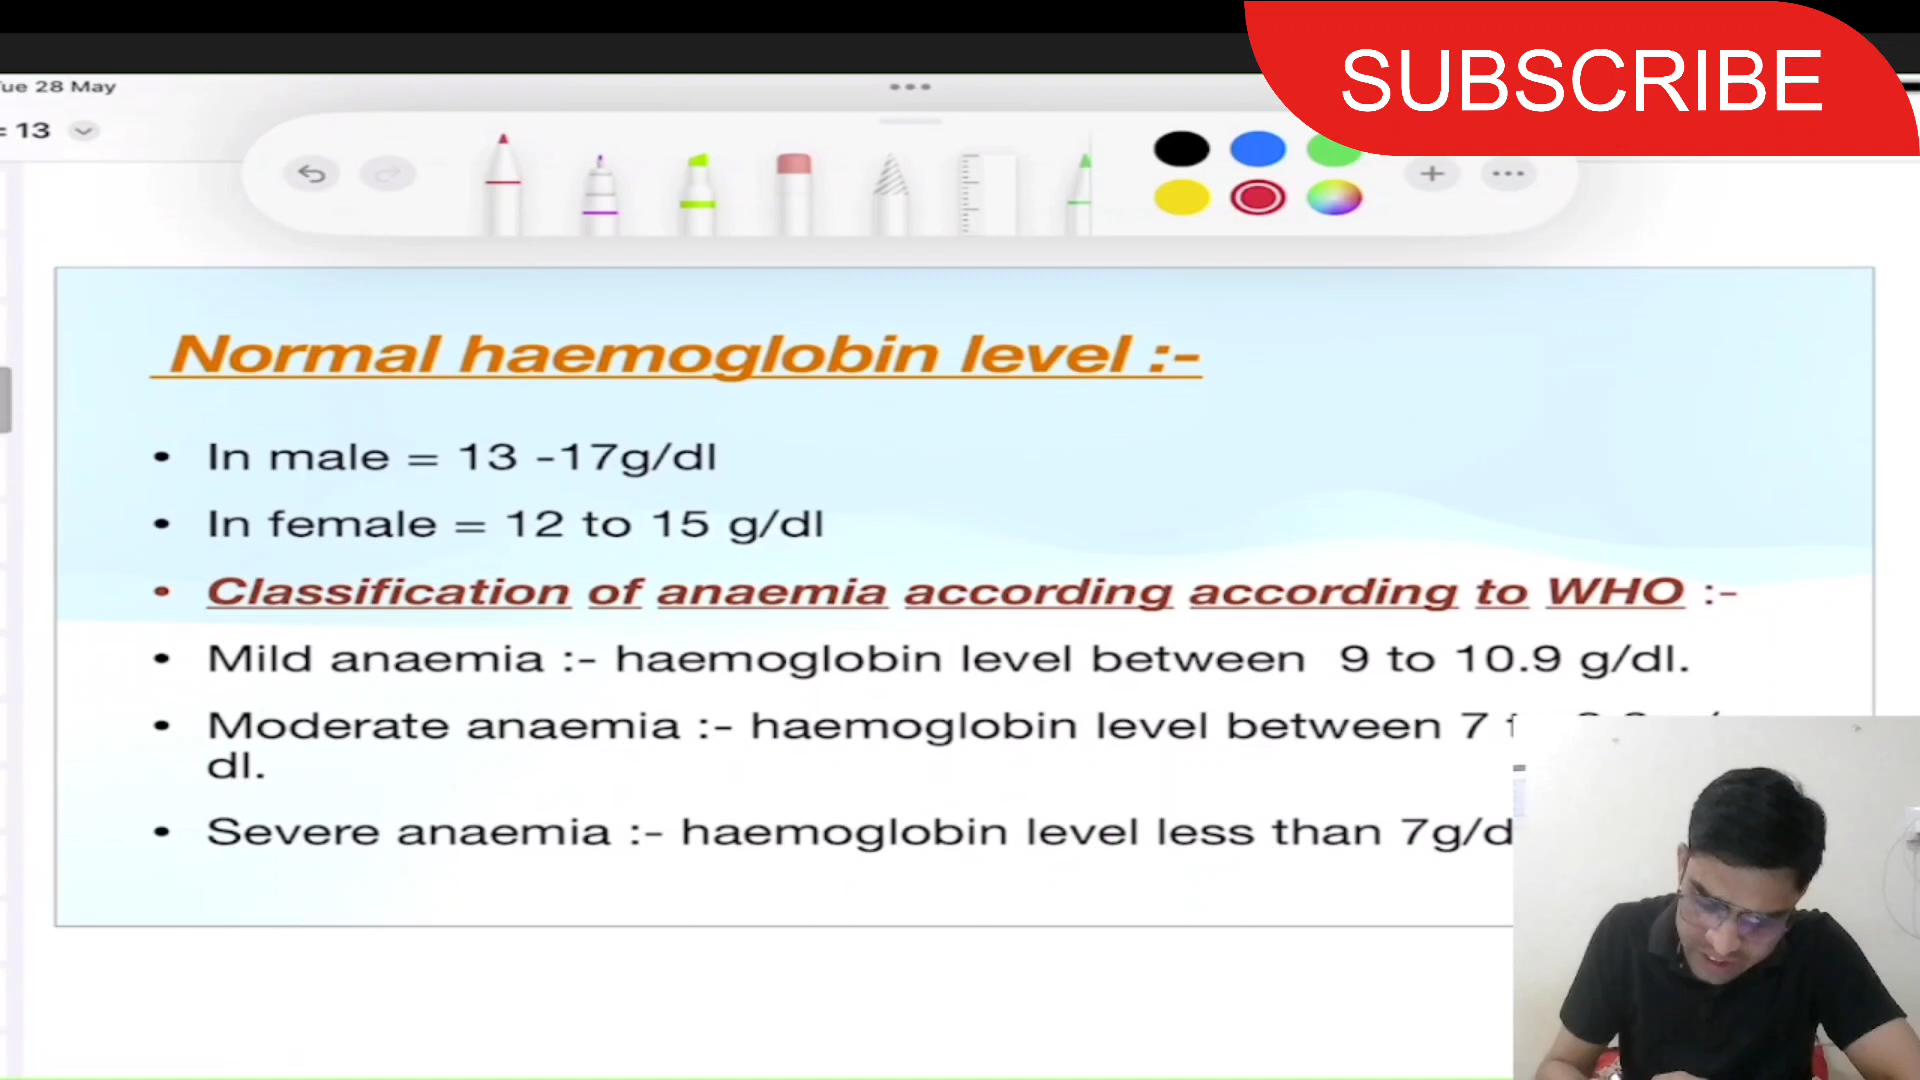 SUBSCRIBE
Tue 28 May
= 13
Normal haemoglobin level :-
• In male = 13 -17g/dl
• In female = 12 to 15 g/dl
• Classification of anaemia according according to WHO :-
• Mild anaemia :- haemoglobin level between 9 to 10.9 g/dl.
• Moderate anaemia :- haemoglobin level between 7
dl.
• Severe anaemia :- haemoglobin level less than 7g/d